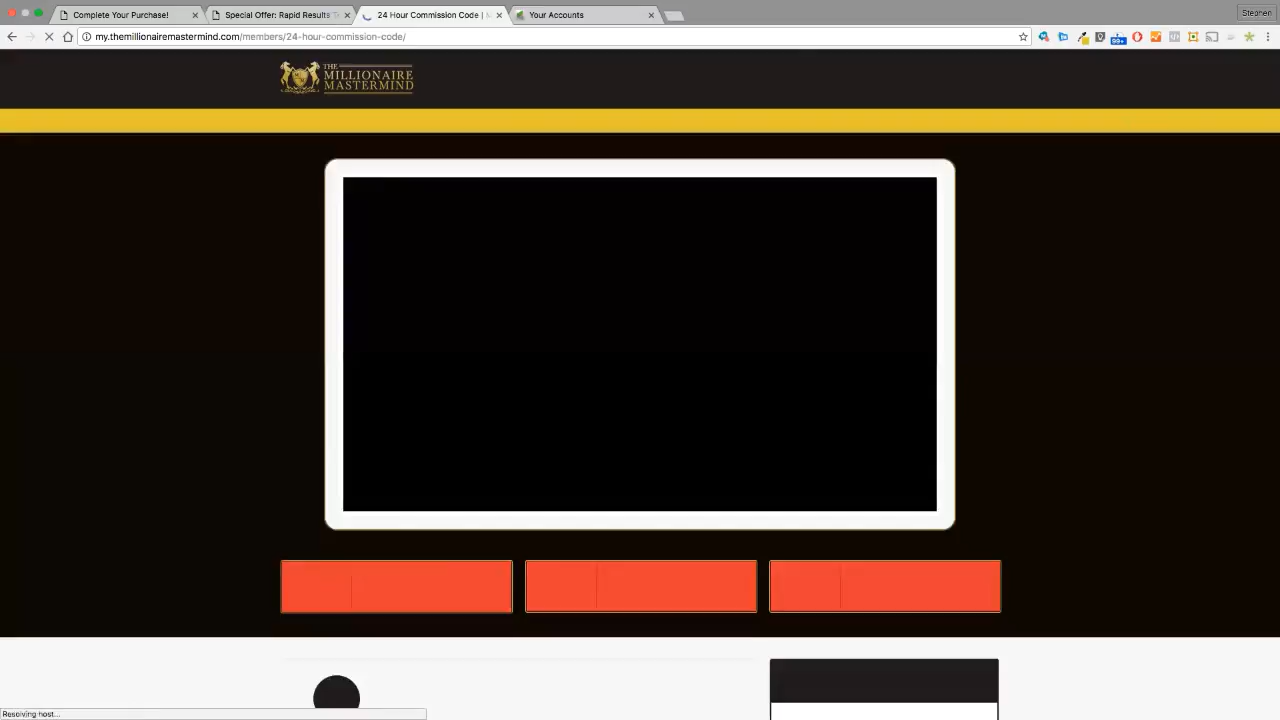 Complete Your Purchase!
Special Offer: Rapid Results
24 Hour Commission Code |
Your Accounts
Stephen
my.themillionairemastermind.com/members/24-hour-commission-code/
99+
THE
MILLIONAIRE
MASTERMIND
Resolving host...